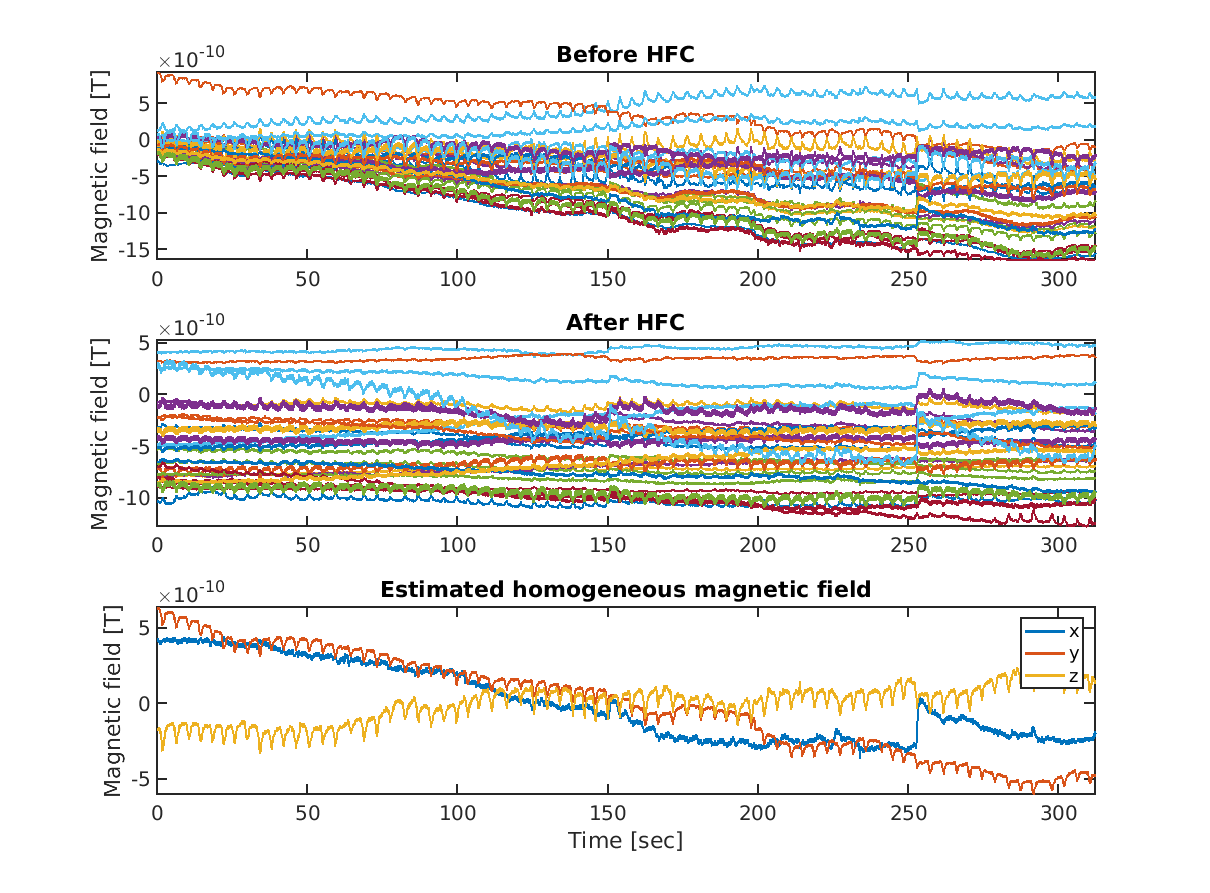 ×10⁻¹⁰
Before HFC
Magnetic field [T]
5
0
-5
-10
-15
0 50 100 150 200 250 300
×10⁻¹⁰
After HFC
Magnetic field [T]
5
0
-5
-10
0 50 100 150 200 250 300
×10⁻¹⁰
Estimated homogeneous magnetic field
Magnetic field [T]
5
0
-5
x
y
z
0 50 100 150 200 250 300
Time [sec]